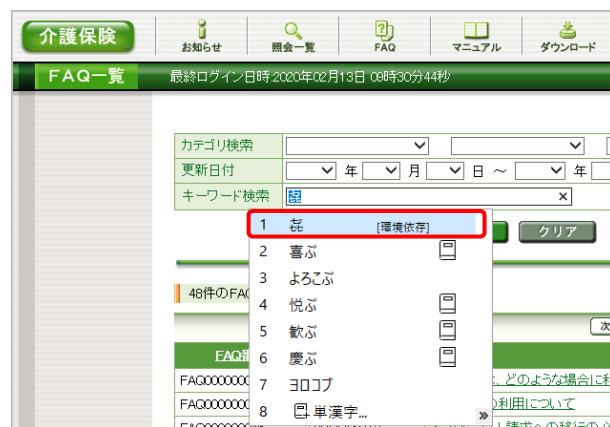 介護保険
お知らせ
照会一覧
FAQ
マニュアル
ダウンロード
FAQ一覧
最終ログイン日時:2020年02月13日 09時30分44秒
カテゴリ検索
更新日付
年 月 日 ～ 年
キーワード検索
×
1 㐂 [環境依存]
2 喜ぶ
3 よろこぶ
4 悦ぶ
5 歓ぶ
6 慶ぶ
7 ヨロコブ
8 単漢字...
»
クリア
48件のFAQ
次
FAQ
FAQ0000000
、どのような場合に利
FAQ0000000
の利用について